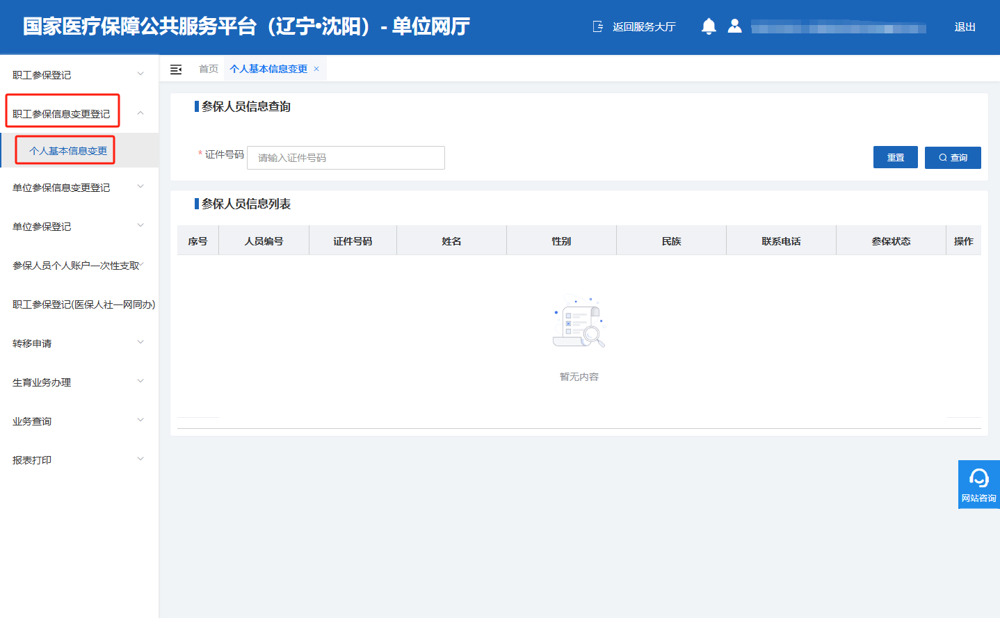 国家医疗保障公共服务平台（辽宁•沈阳）- 单位网厅
返回服务大厅
退出
职工参保登记
职工参保信息变更登记
个人基本信息变更
单位参保信息变更登记
单位参保登记
参保人员个人账户一次性支取
职工参保登记(医保人社一网同办)
转移申请
生育业务办理
业务查询
报表打印
首页 个人基本信息变更 ×
参保人员信息查询
* 证件号码 请输入证件号码
重置 查询
参保人员信息列表
序号 人员编号 证件号码 姓名 性别 民族 联系电话 参保状态 操作
暂无内容
网站咨询